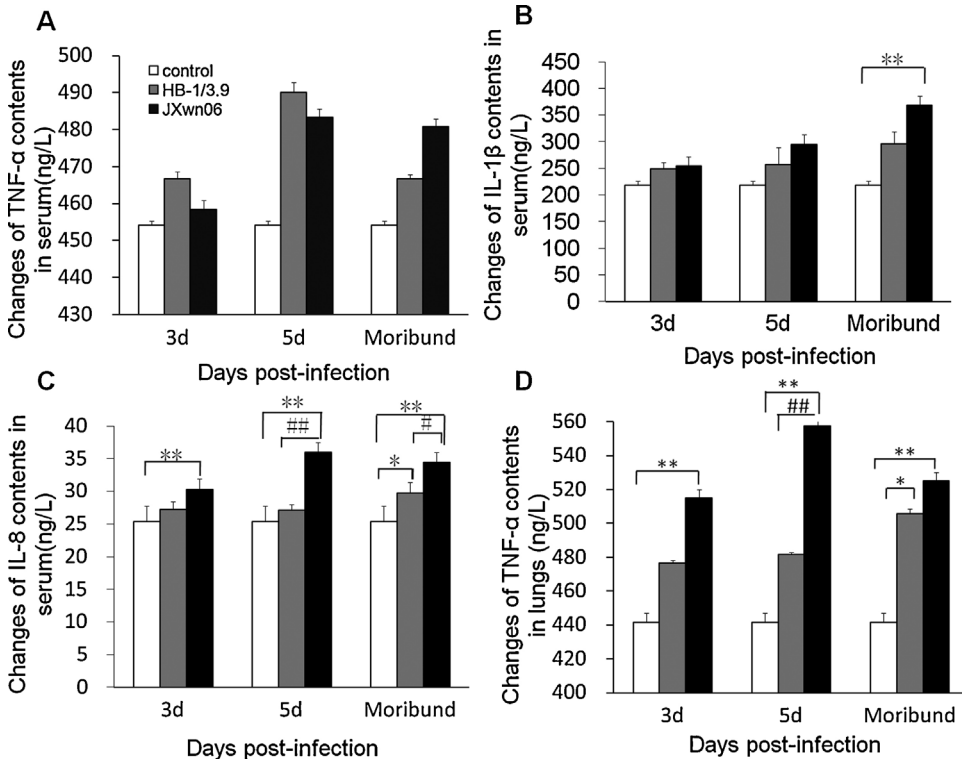 A
Changes of TNF-α contents
in serum(ng/L)
500
490
480
470
460
450
440
430
control
HB-1/3.9
JXwn06
3d
5d
Moribund
Days post-infection
B
Changes of IL-1β contents in
serum(ng/L)
450
400
350
300
250
200
150
100
50
0
**
3d
5d
Moribund
Days post-infection
C
Changes of IL-8 contents in
serum(ng/L)
40
35
30
25
20
15
10
5
0
**
**
##
**
#
*
3d
5d
Moribund
Days post-infection
D
Changes of TNF-α contents
in lungs (ng/L)
560
520
480
440
400
**
**
##
**
*
3d
5d
Moribund
Days post-infection